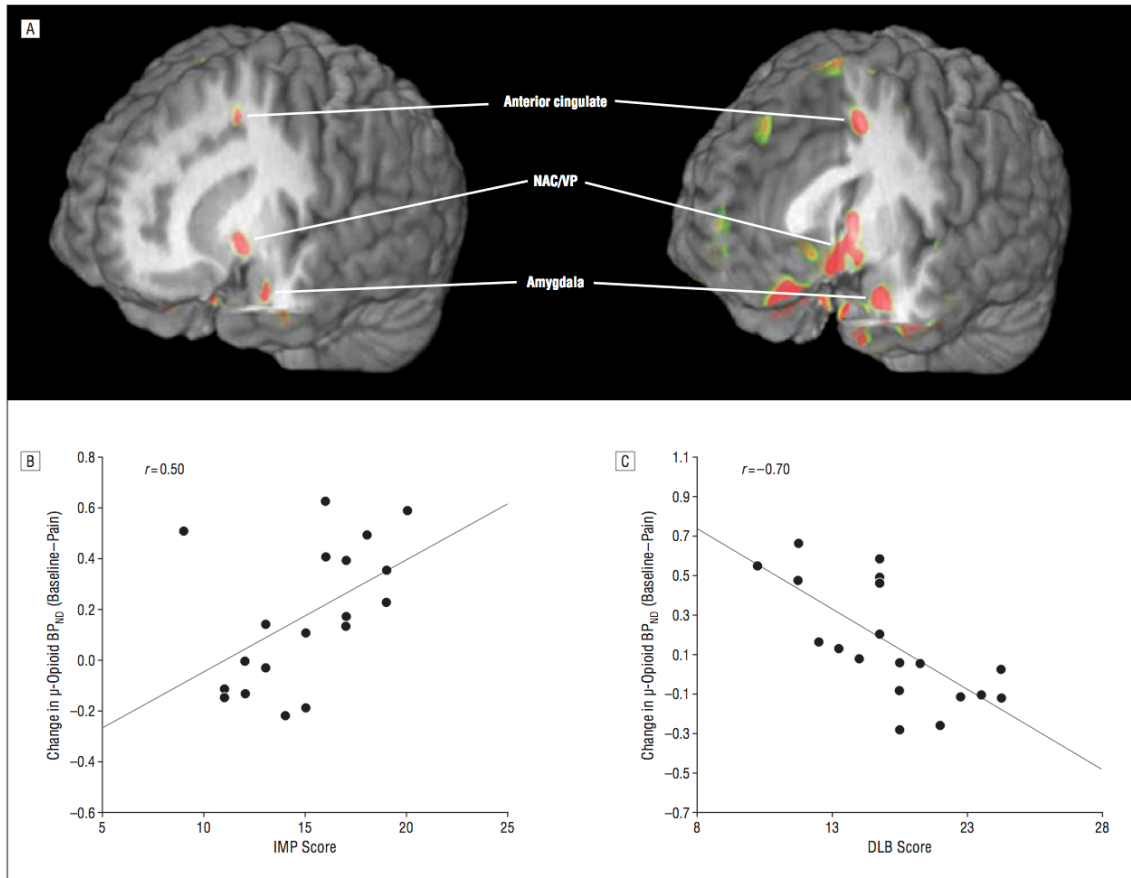 A
Anterior cingulate
NAC/VP
Amygdala
B
r=0.50
0.8
0.6
0.4
0.2
0.0
–0.2
–0.4
–0.6
Change in μ-Opioid BPND (Baseline–Pain)
5
10
15
20
25
IMP Score
C
r=–0.70
1.1
0.9
0.7
0.5
0.3
0.1
–0.1
–0.3
–0.5
–0.7
Change in μ-Opioid BPND (Baseline–Pain)
8
13
18
23
28
DLB Score